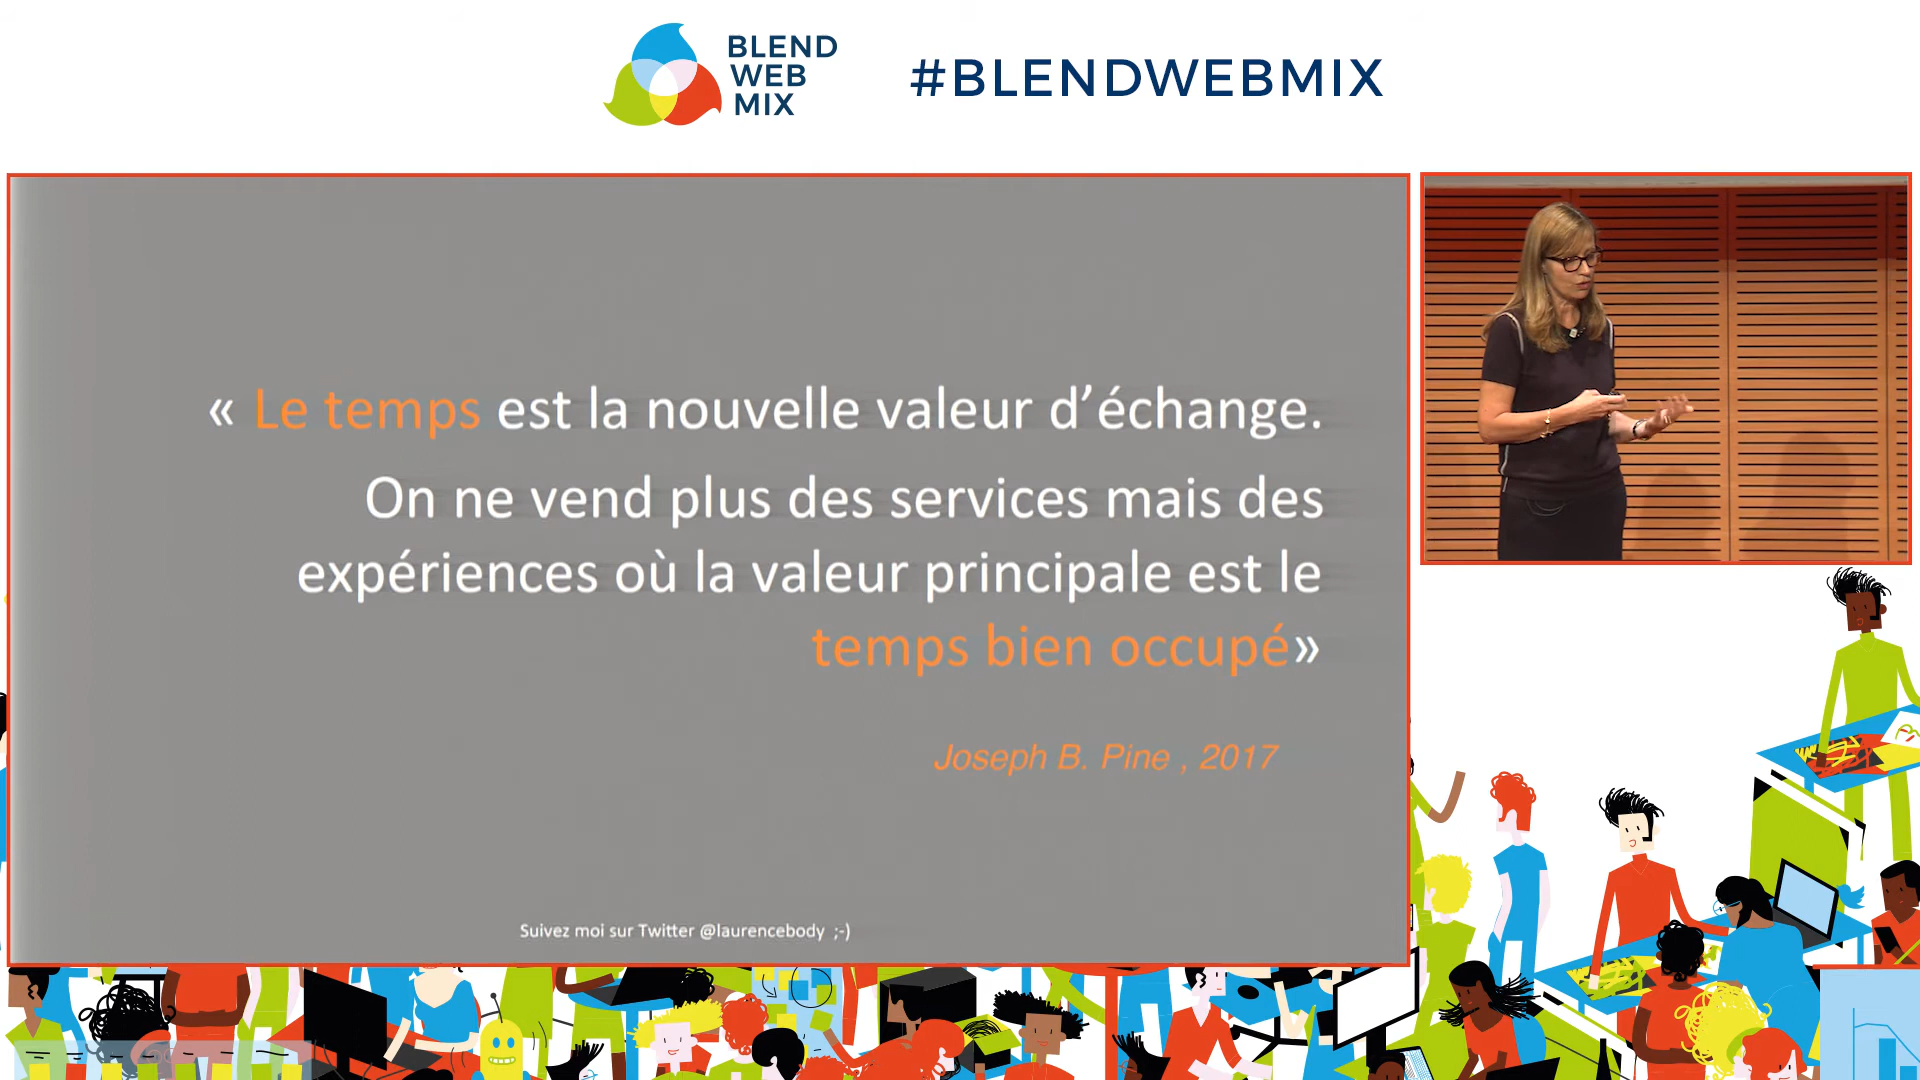 BLEND
WEB
MIX
#BLENDWEBMIX
« Le temps est la nouvelle valeur d’échange.
On ne vend plus des services mais des
expériences où la valeur principale est le
temps bien occupé»
Joseph B. Pine , 2017
Suivez moi sur Twitter @laurencebody ;-)